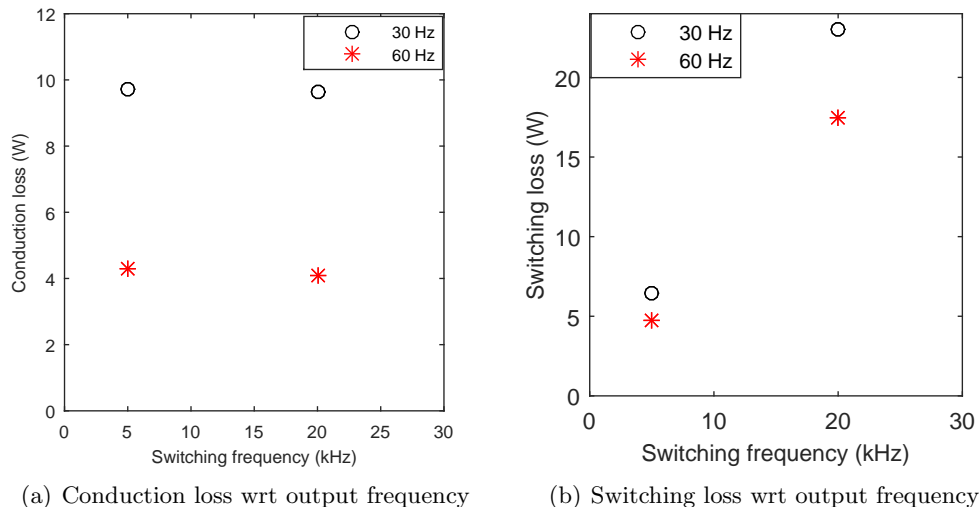 12
10
8
6
4
2
0
0 5 10 15 20 25 30
Conduction loss (W)
Switching frequency (kHz)
30 Hz
60 Hz
(a) Conduction loss wrt output frequency
20
15
10
5
0
0 10 20 30
Switching loss (W)
Switching frequency (kHz)
30 Hz
60 Hz
(b) Switching loss wrt output frequency